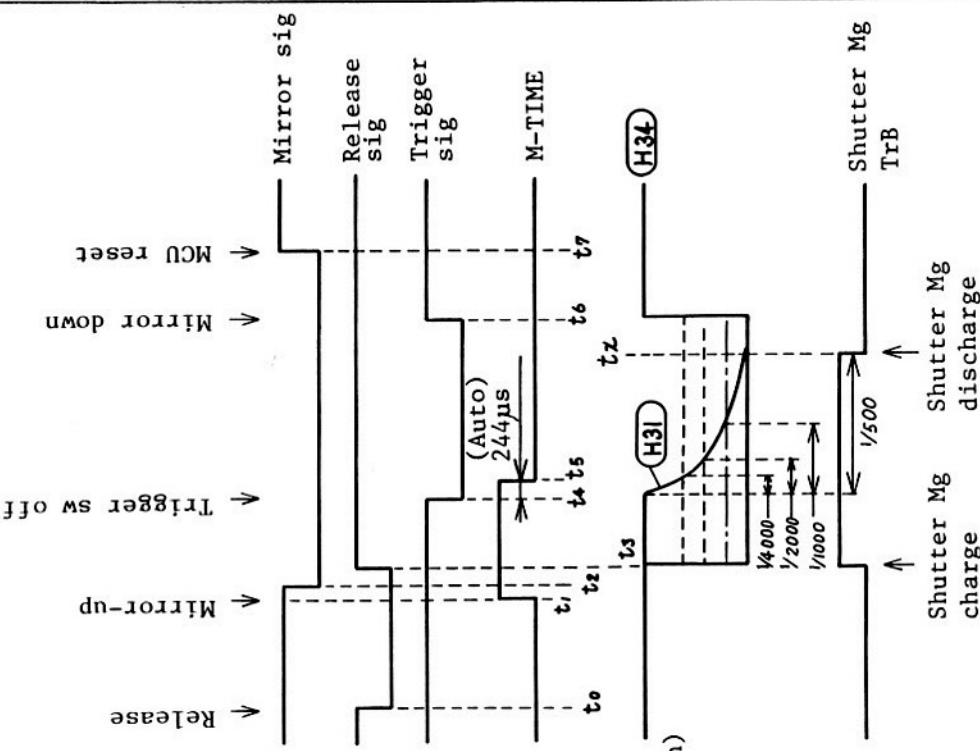 Release
Mirror-up
Trigger sw off
Mirror down
MCU reset
Mirror sig
Release
sig
Trigger
sig
(Auto)
244μs
M-TIME
t0
t1
t2
t4
t5
t6
t7
H34
H31
t3
tx
1/4000
1/2000
1/1000
1/500
Shutter Mg
TrB
Shutter Mg
charge
Shutter Mg
discharge